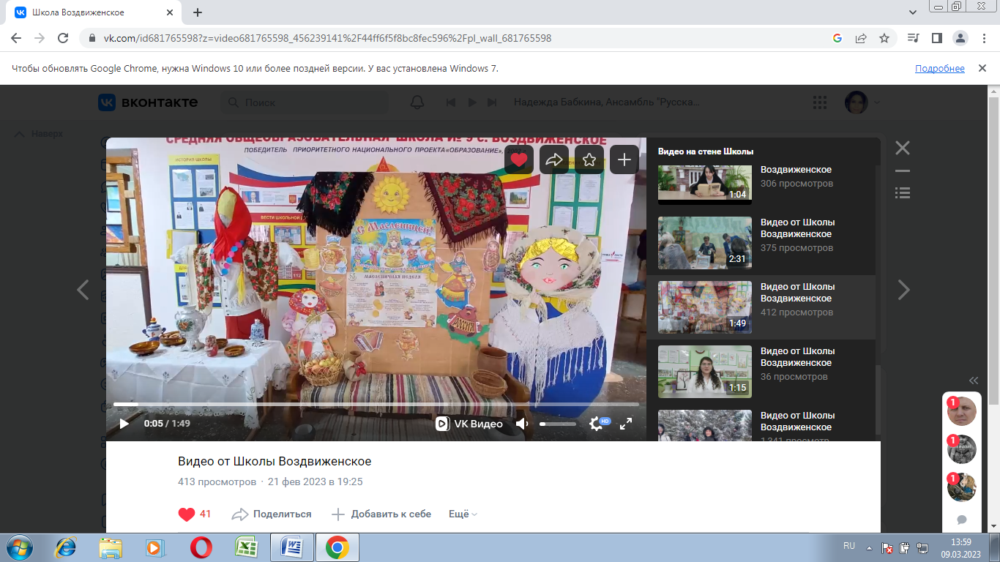 Школа Воздвиженское
vk.com/id681765598?z=video681765598_456239141%2F44ff6f5f8bc8fec596%2Fpl_wall_681765598
Чтобы обновлять Google Chrome, нужна Windows 10 или более поздней версии. У вас установлена Windows 7.
Подробнее
вконтакте
Поиск
Надежда Бабкина, Ансамбль "Русска...
Наверх
СРЕДНЯЯ ОБЩЕОБРАЗОВАТЕЛЬНАЯ ШКОЛА № 9 С. ВОЗДВИЖЕНСКОЕ
ПОБЕДИТЕЛЬ ПРИОРИТЕТНОГО НАЦИОНАЛЬНОГО ПРОЕКТА «ОБРАЗОВАНИЕ»,
ИСТОРИЯ ШКОЛЫ
ВЕСТИ ШКОЛЬНОЙ
С Масленицей!
МАСЛЕНИЧНАЯ НЕДЕЛЯ
112
РОССИЯ
0:05 / 1:49
VK Видео
HD
Видео на стене Школы
Воздвиженское
306 просмотров
1:04
Видео от Школы
Воздвиженское
375 просмотров
2:31
Видео от Школы
Воздвиженское
412 просмотров
1:49
Видео от Школы
Воздвиженское
36 просмотров
1:15
Видео от Школы
Воздвиженское
1 341 просмотр
Видео от Школы Воздвиженское
413 просмотров · 21 фев 2023 в 19:25
41
Поделиться
Добавить к себе
Ещё
1
1
1
RU
13:59
09.03.2023